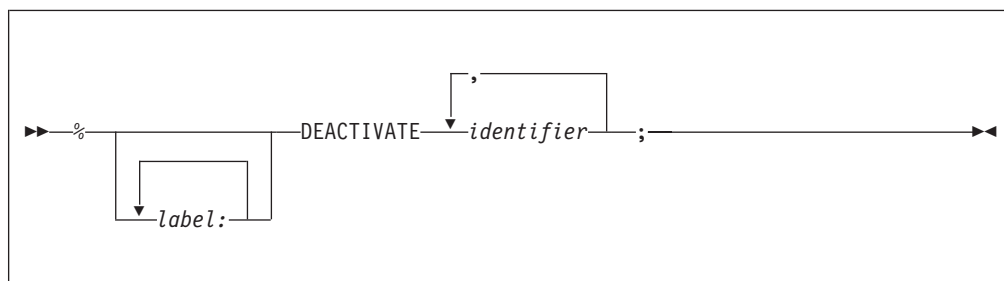 ,
% DEACTIVATE identifier ;
label: